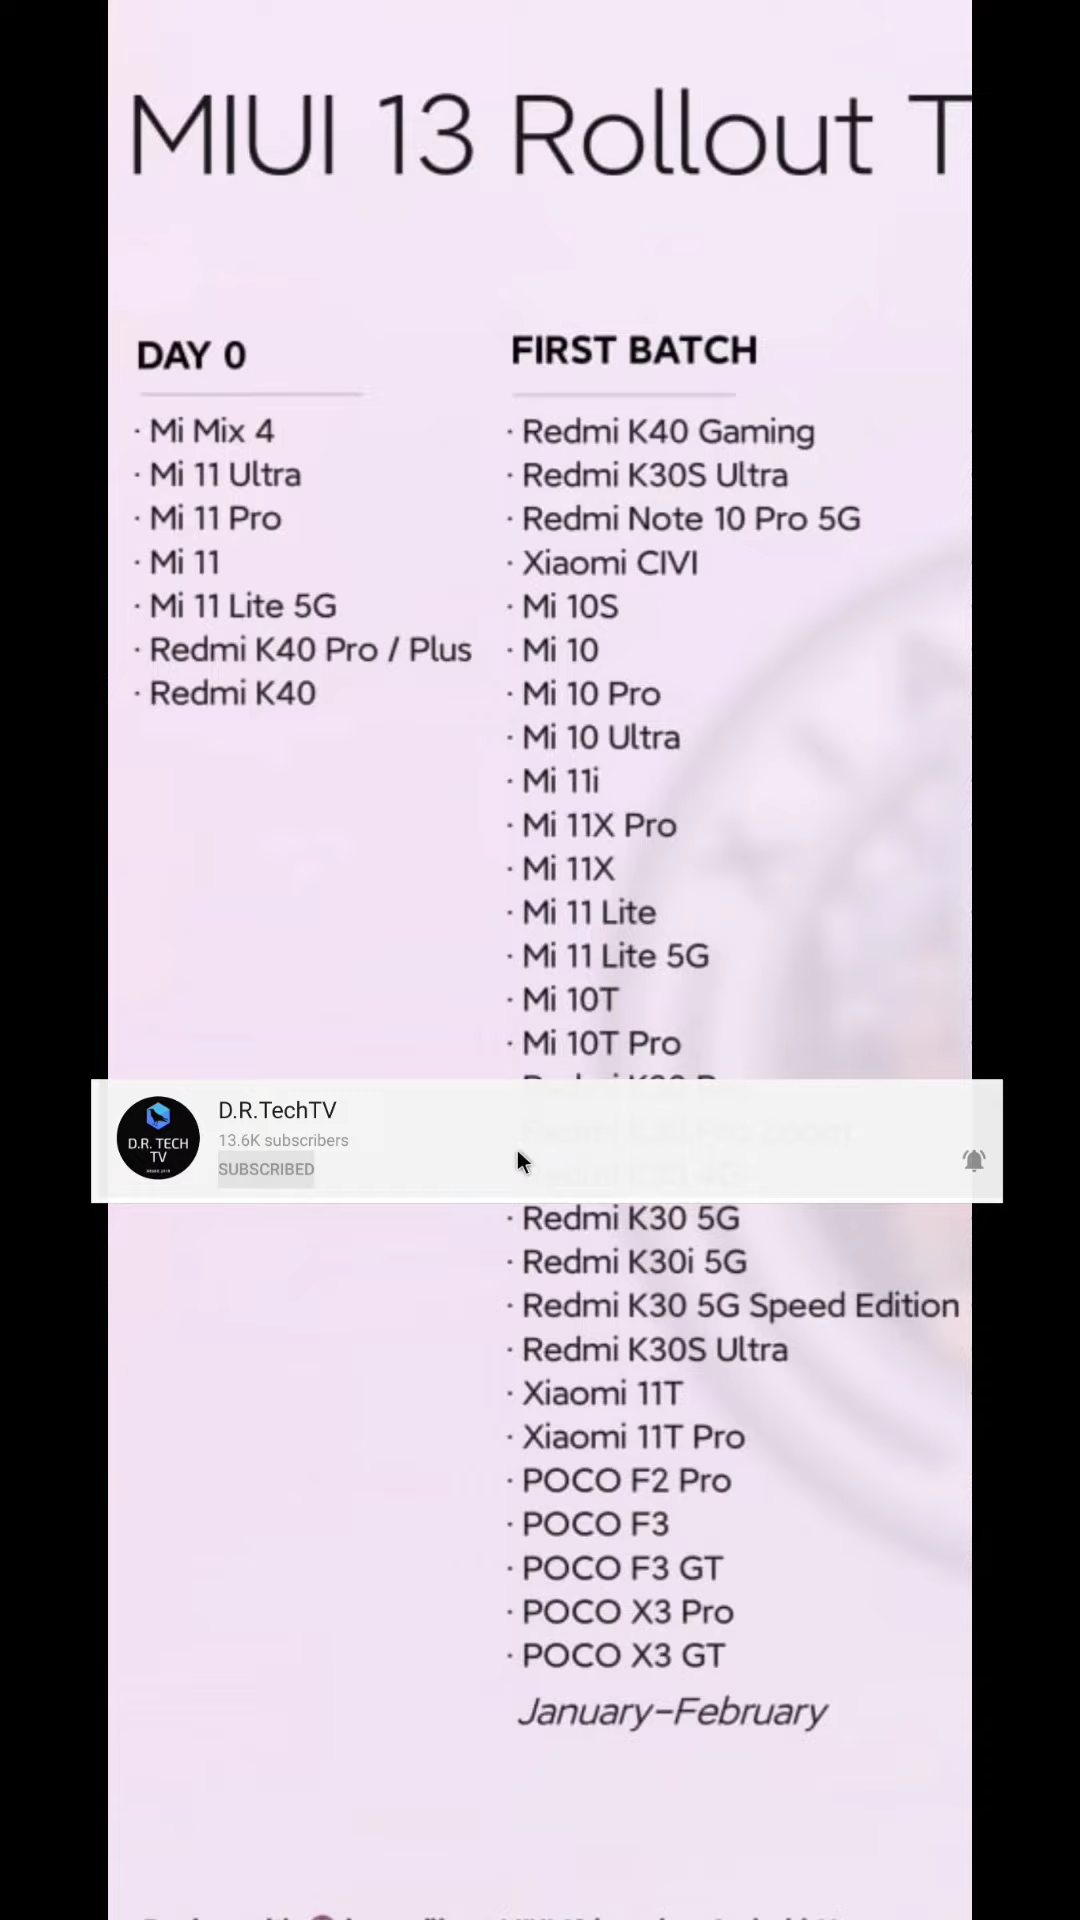 MIUI 13 Rollout T
DAY 0
· Mi Mix 4
· Mi 11 Ultra
· Mi 11 Pro
· Mi 11
· Mi 11 Lite 5G
· Redmi K40 Pro / Plus
· Redmi K40
FIRST BATCH
· Redmi K40 Gaming
· Redmi K30S Ultra
· Redmi Note 10 Pro 5G
· Xiaomi CIVI
· Mi 10S
· Mi 10
· Mi 10 Pro
· Mi 10 Ultra
· Mi 11i
· Mi 11X Pro
· Mi 11X
· Mi 11 Lite
· Mi 11 Lite 5G
· Mi 10T
· Mi 10T Pro
· Redmi K30 5G
· Redmi K30i 5G
· Redmi K30 5G Speed Edition
· Redmi K30S Ultra
· Xiaomi 11T
· Xiaomi 11T Pro
· POCO F2 Pro
· POCO F3
· POCO F3 GT
· POCO X3 Pro
· POCO X3 GT
January–February
D.R. TECH
TV
D.R.TechTV
13.6K subscribers
SUBSCRIBED